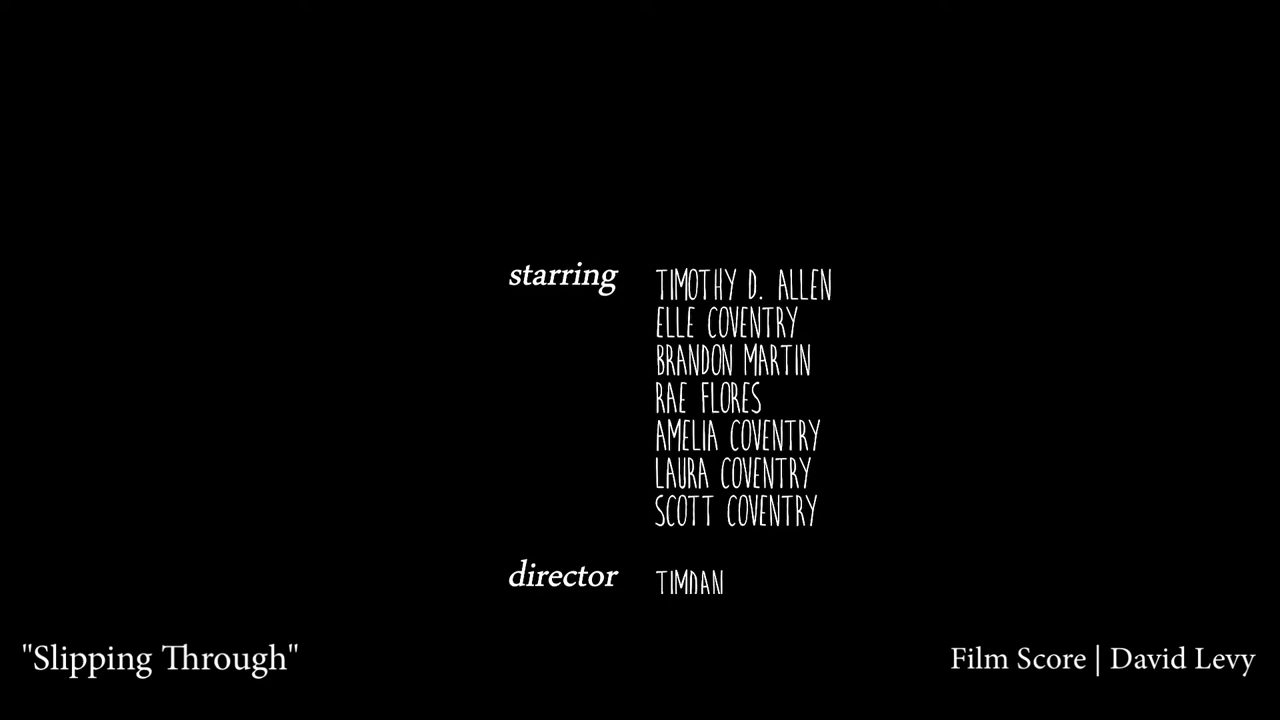 starring TIMOTHY D. ALLEN
ELLE COVENTRY
BRANDON MARTIN
RAE FLORES
AMELIA COVENTRY
LAURA COVENTRY
SCOTT COVENTRY
director TIMDAN
"Slipping Through" Film Score | David Levy